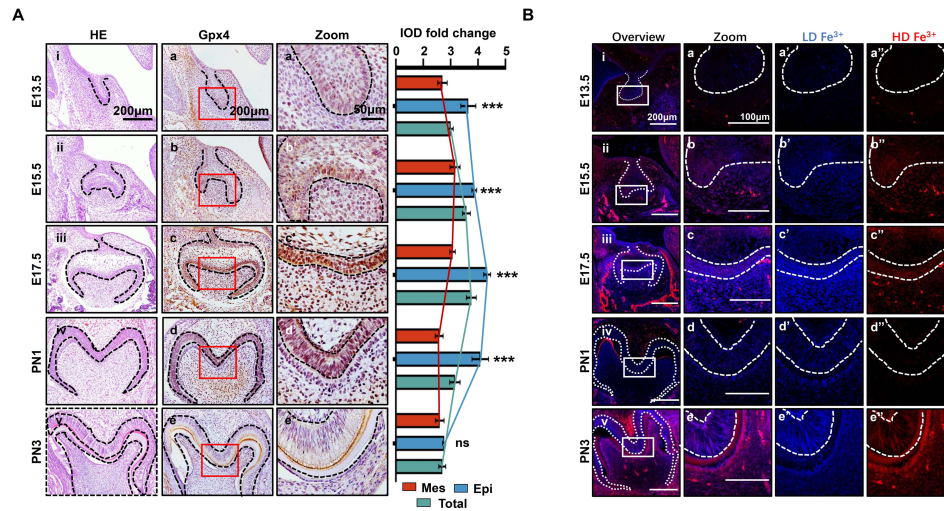 A
HE
Gpx4
Zoom
IOD fold change
0 1 2 3 4 5
E13.5
i
200μm
a
200μm
a'
50μm
***
E15.5
ii
b
b'
***
E17.5
iii
c
c'
***
PN1
iv
d
d'
***
PN3
v
e
e'
ns
Mes
Epi
Total
B
Overview
Zoom
LD Fe³⁺
HD Fe³⁺
E13.5
i
200μm
a
100μm
a'
a''
E15.5
ii
b
b'
b''
E17.5
iii
c
c'
c''
PN1
iv
d
d'
d''
PN3
v
e
e'
e''